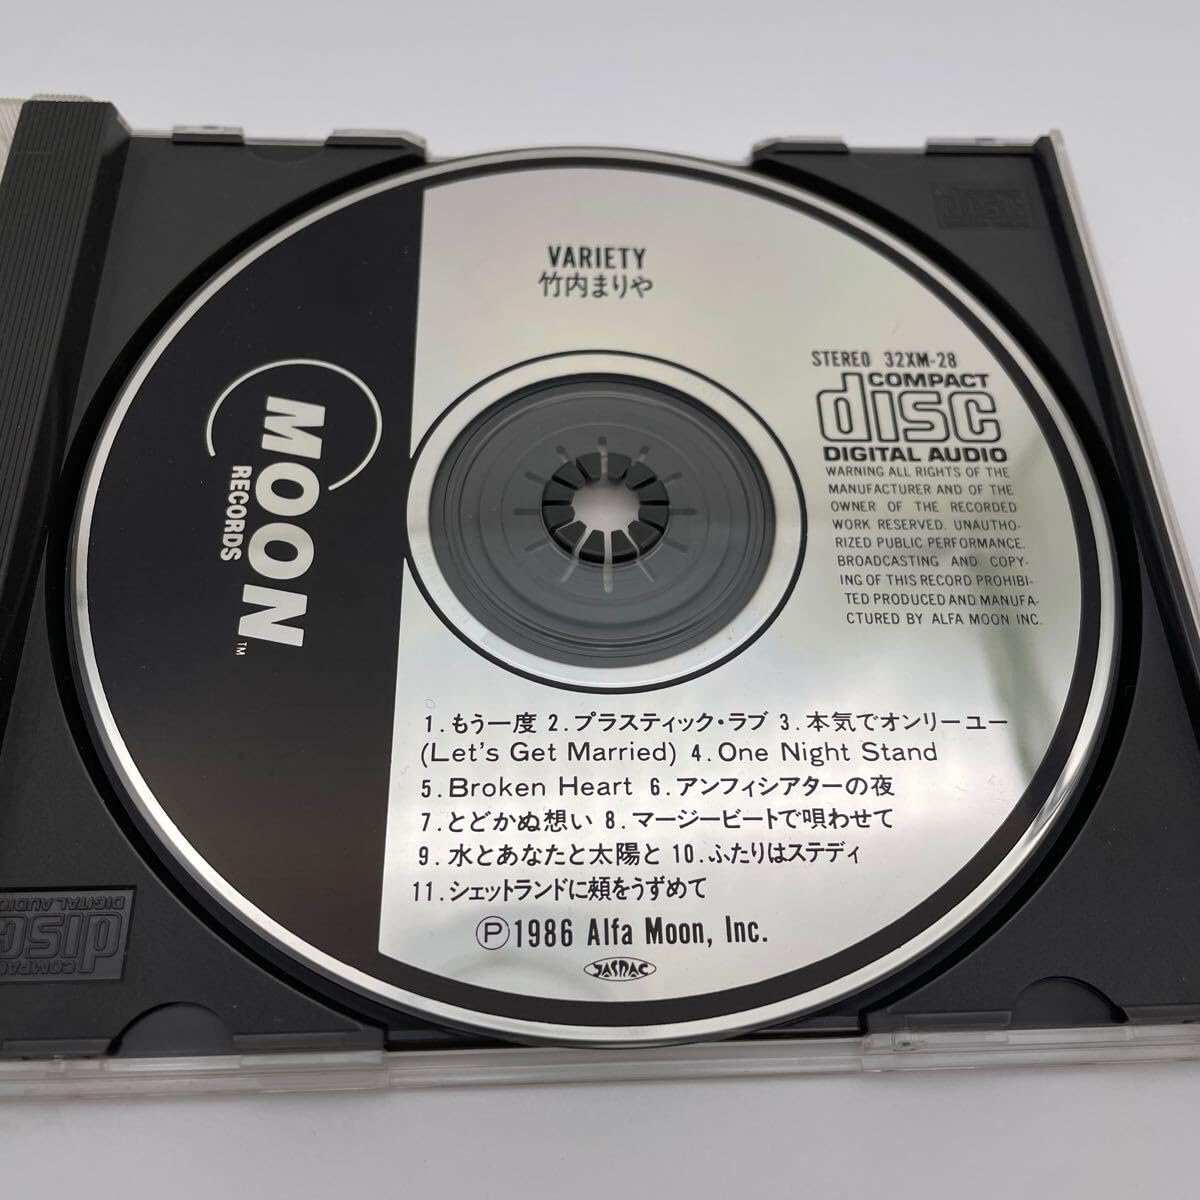 VARIETY
竹内まりや
STEREO 32XM-28
COMPACT
disc
DIGITAL AUDIO
WARNING ALL RIGHTS OF THE
MANUFACTURER AND OF THE
OWNER OF THE RECORDED
WORK RESERVED. UNAUTHO-
RIZED PUBLIC PERFORMANCE.
BROADCASTING AND COPY-
ING OF THIS RECORD PROHIBI-
TED PRODUCED AND MANUFA-
CTURED BY ALFA MOON INC.
MOON
RECORDS
TM
1. もう一度 2. プラスティック・ラブ 3. 本気でオンリーユー
(Let's Get Married) 4. One Night Stand
5. Broken Heart 6. アンフィシアターの夜
7. とどかぬ想い 8. マージービートで唄わせて
9. 水とあなたと太陽と 10. ふたりはステディ
11. シェットランドに頬をうずめて
Ⓟ1986 Alfa Moon, Inc.
JASRAC
COMPACT
disc
DIGITAL AUDIO
disc